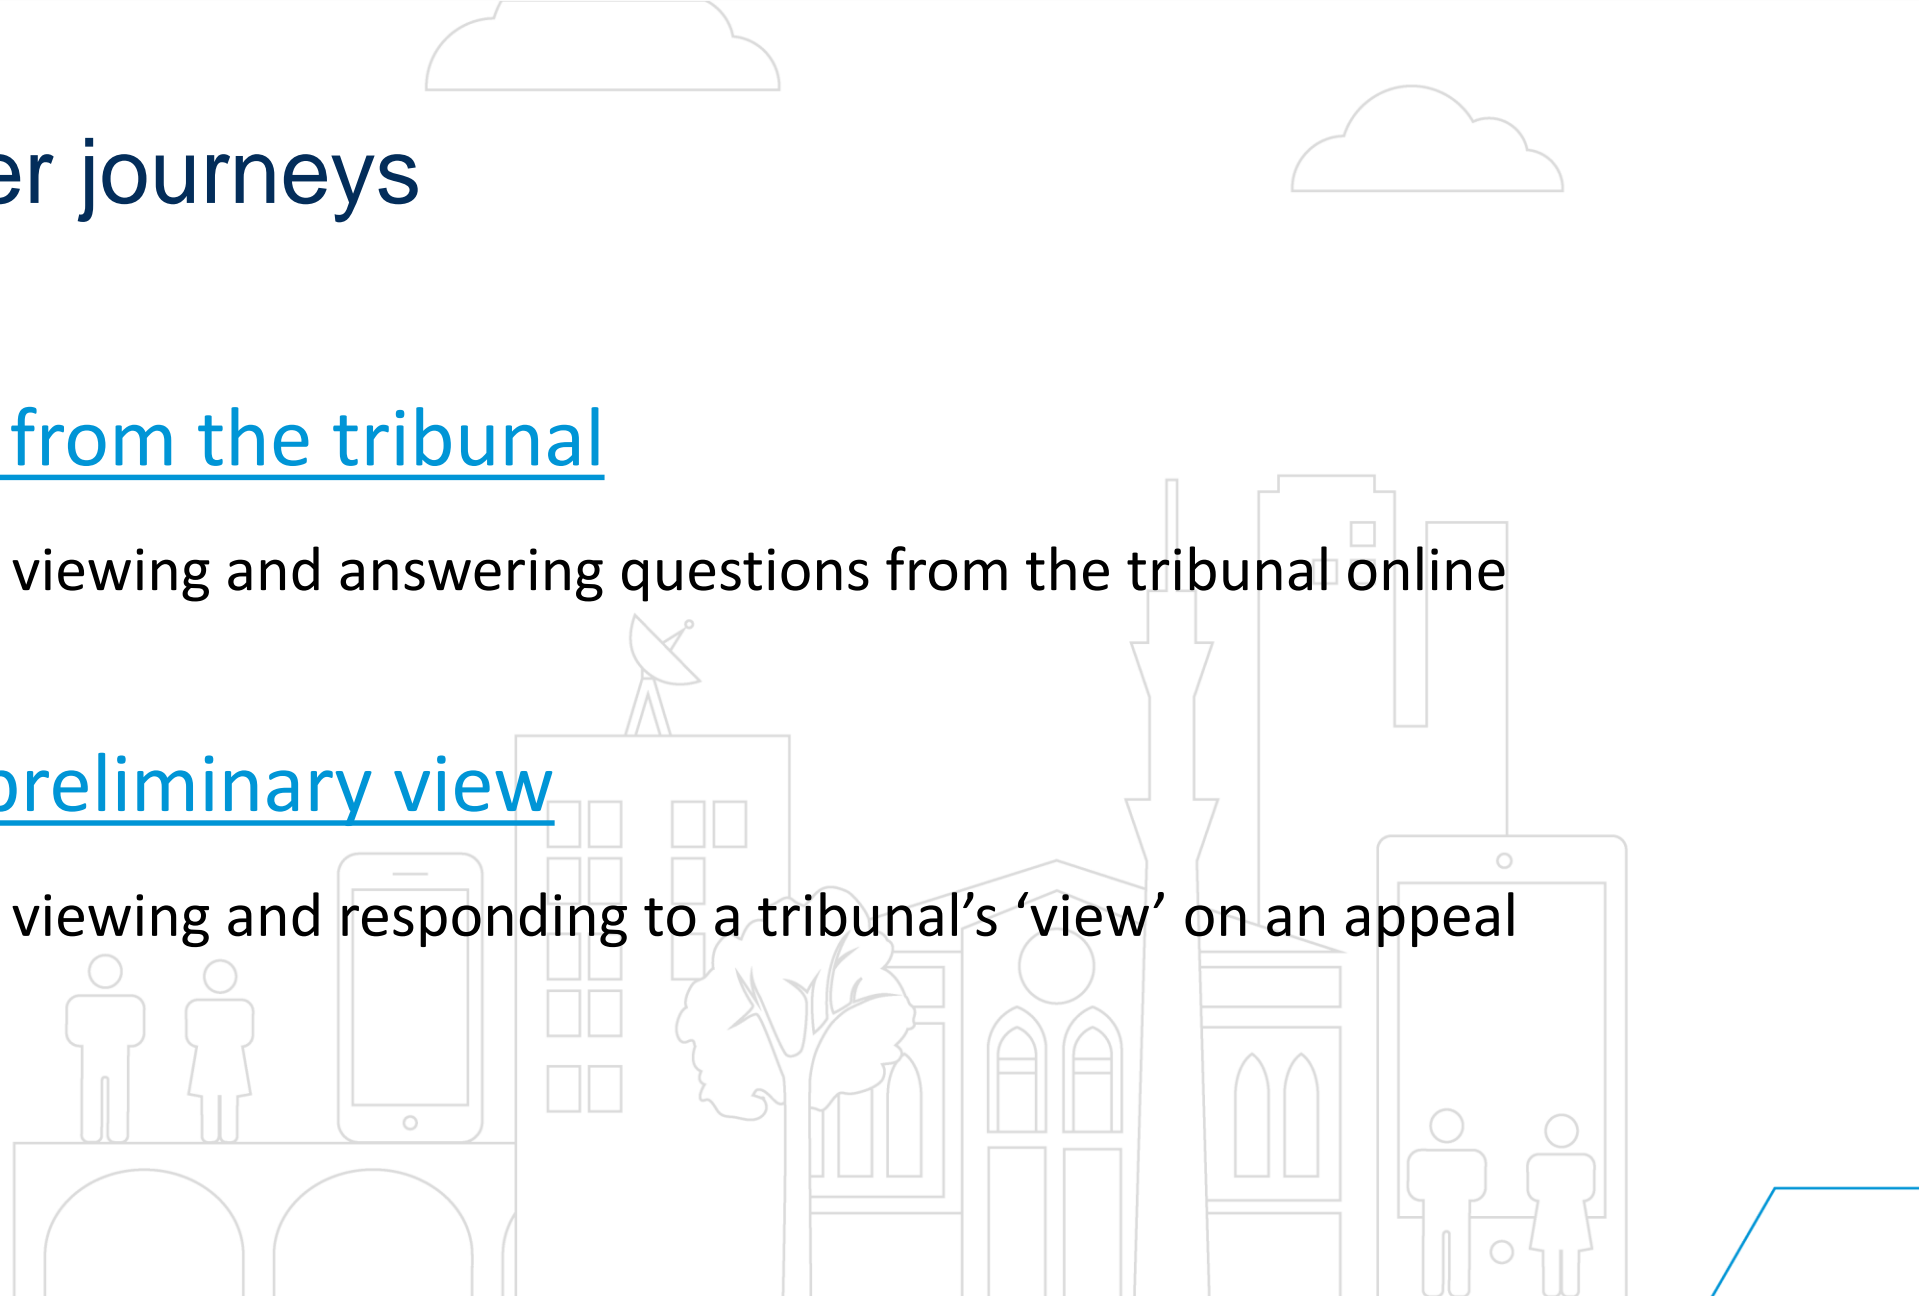 er journeys
from the tribunal
viewing and answering questions from the tribunal online
preliminary view
viewing and responding to a tribunal’s ‘view’ on an appeal